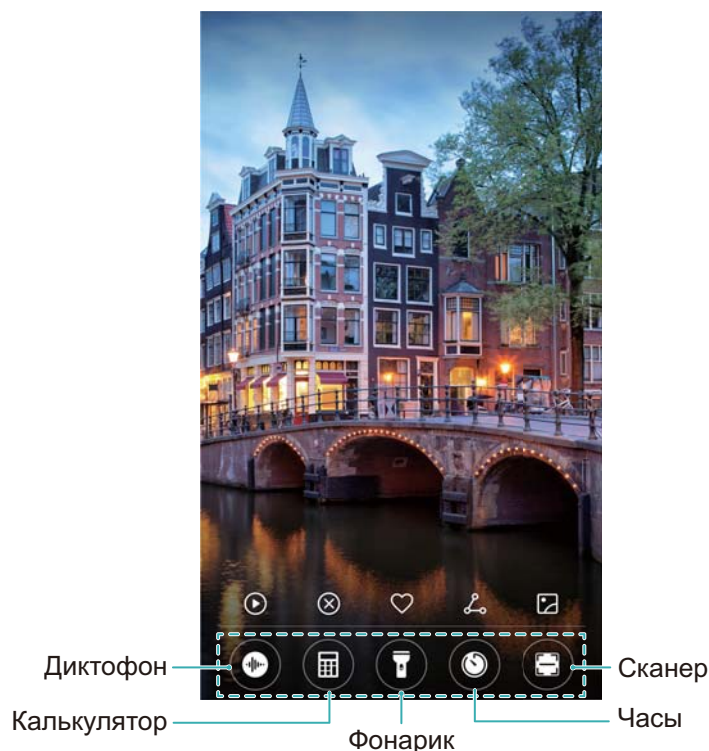 Диктофон
Сканер
Калькулятор
Часы
Фонарик